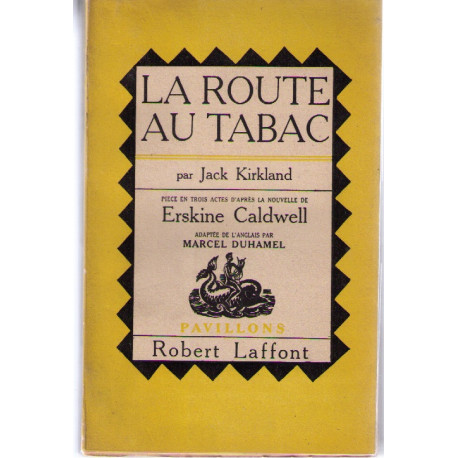 LA ROUTE
AU TABAC
par Jack Kirkland
PIÈCE EN TROIS ACTES D'APRÈS LA NOUVELLE DE
Erskine Caldwell
ADAPTÉE DE L'ANGLAIS PAR
MARCEL DUHAMEL
PAVILLONS
Robert Laffont